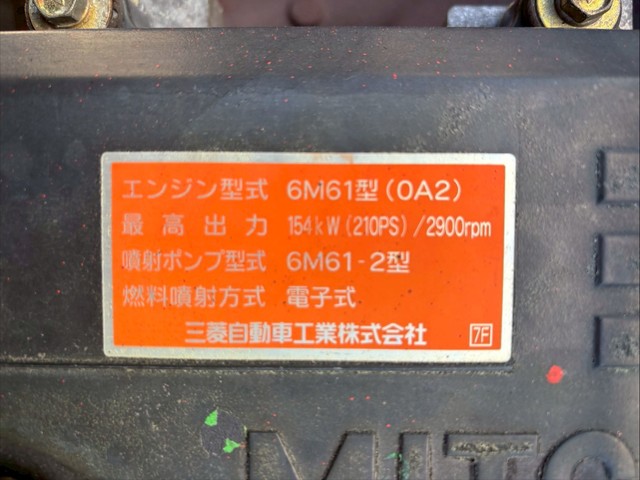 エンジン型式 6M61型(0A2)
最高出力 154kW(210PS)/2900rpm
噴射ポンプ型式 6M61-2型
燃料噴射方式 電子式
三菱自動車工業株式会社 7F